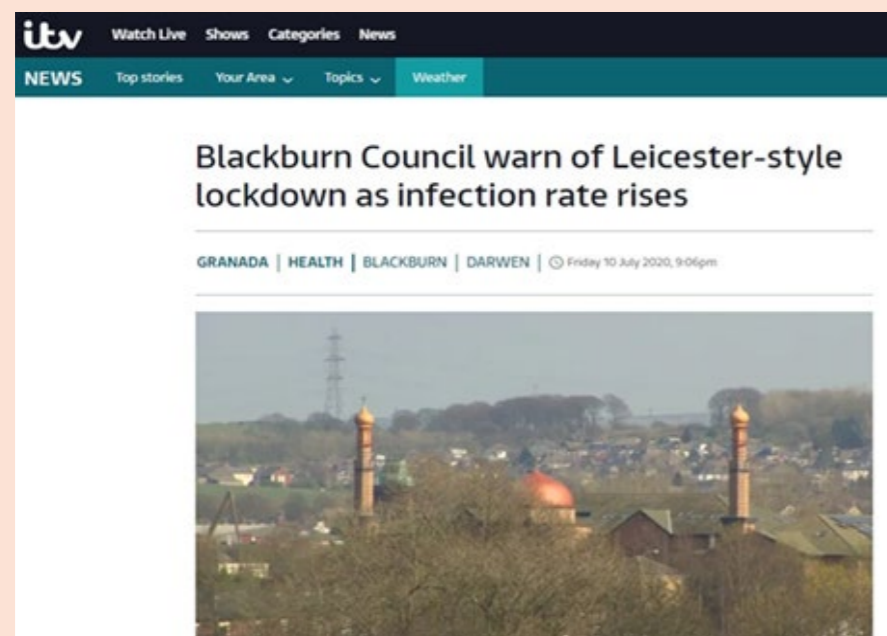 itv Watch Live Shows Categories News
NEWS Top stories Your Area Topics Weather
Blackburn Council warn of Leicester-style
lockdown as infection rate rises
GRANADA | HEALTH | BLACKBURN | DARWEN | Friday 10 July 2020, 9:06pm